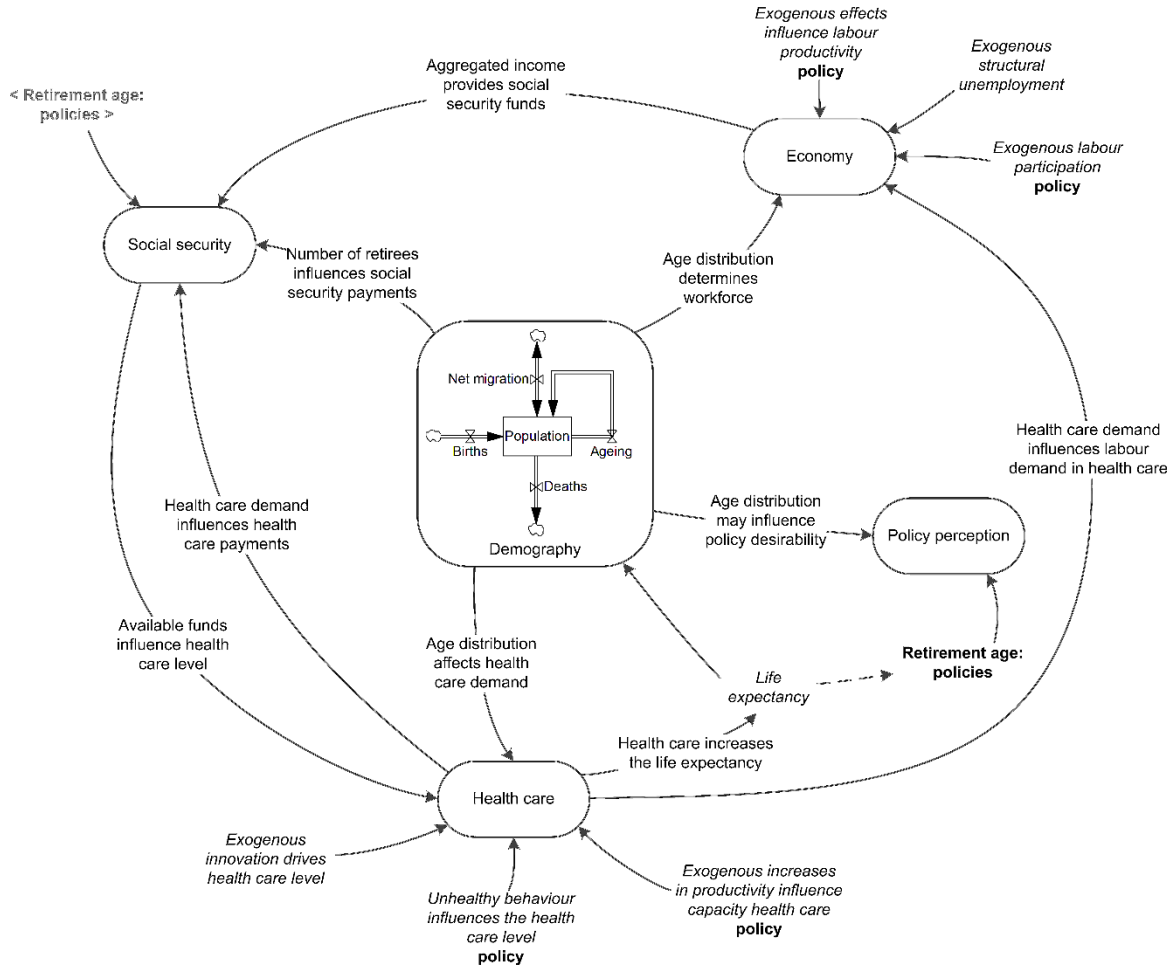 Exogenous effects
influence labour
productivity
policy
Exogenous
structural
unemployment
Aggregated income
provides social
security funds
< Retirement age:
policies >
Economy
Exogenous labour
participation
policy
Social security
Number of retirees
influences social
security payments
Age distribution
determines
workforce
Net migration
Population
Births
Ageing
Deaths
Demography
Health care demand
influences labour
demand in health care
Health care demand
influences health
care payments
Age distribution
may influence
policy desirability
Policy perception
Available funds
influence health
care level
Age distribution
affects health
care demand
Retirement age:
policies
Life
expectancy
Health care increases
the life expectancy
Health care
Exogenous
innovation drives
health care level
Unhealthy behaviour
influences the health
care level
policy
Exogenous increases
in productivity influence
capacity health care
policy